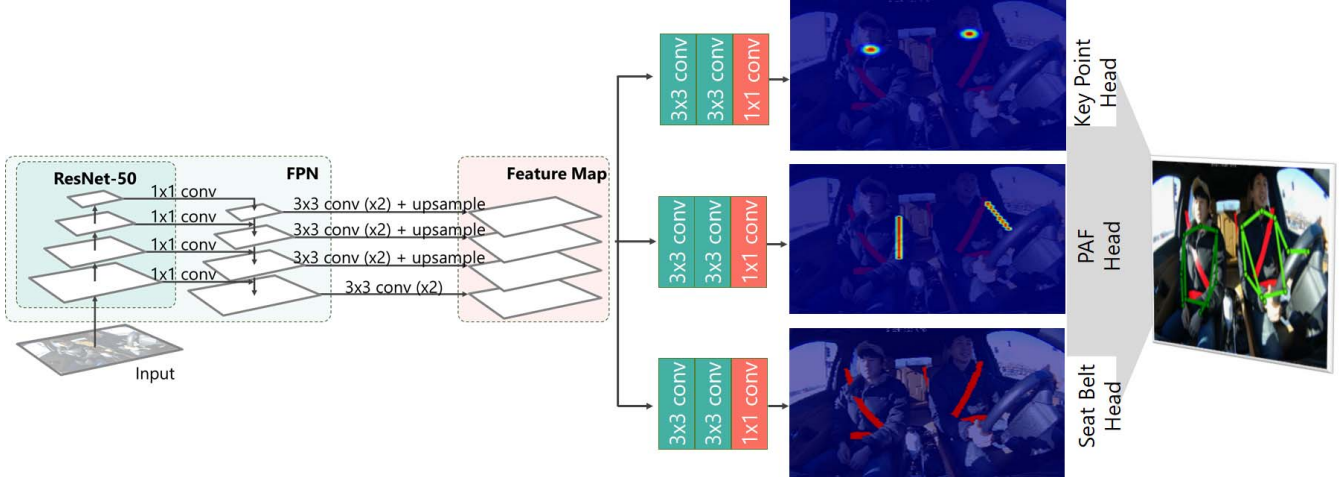 ResNet-50
FPN
Feature Map
1x1 conv
1x1 conv
1x1 conv
1x1 conv
3x3 conv (x2) + upsample
3x3 conv (x2) + upsample
3x3 conv (x2) + upsample
3x3 conv (x2)
Input
3x3 conv
3x3 conv
1x1 conv
3x3 conv
3x3 conv
1x1 conv
3x3 conv
3x3 conv
1x1 conv
Key Point
Head
PAF
Head
Seat Belt
Head